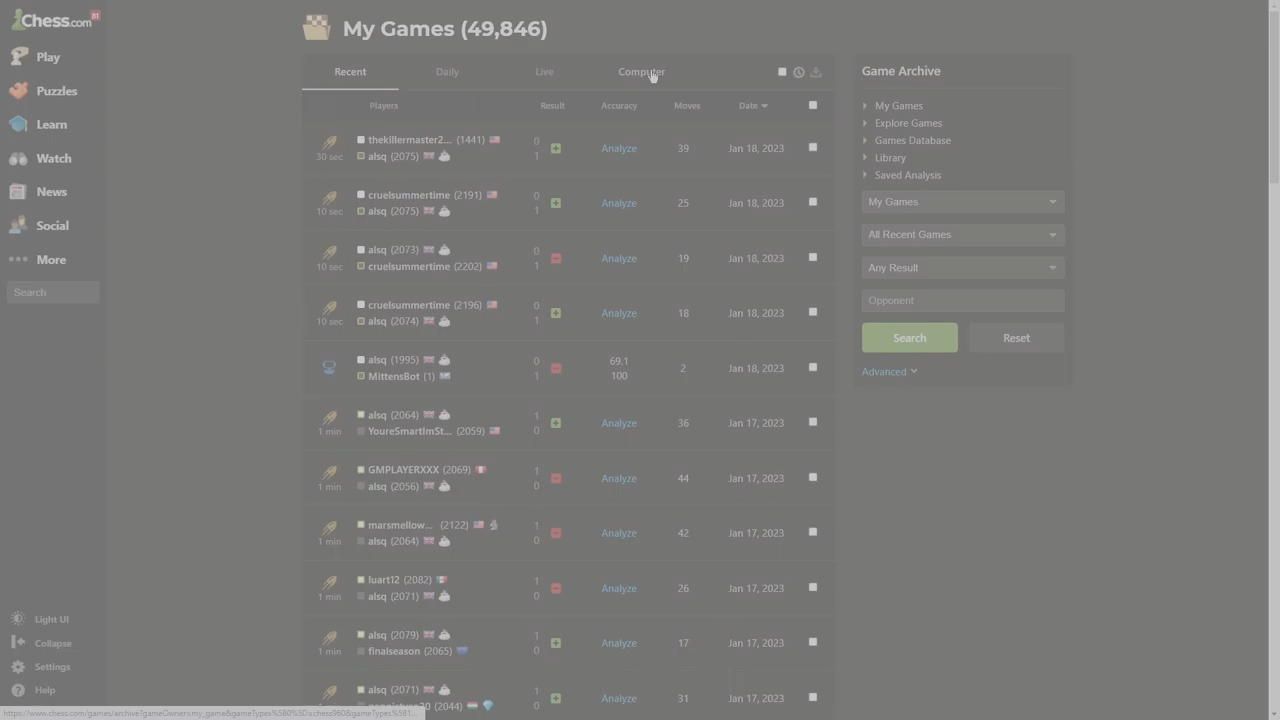 Chess.com 81
My Games (49,846)
Play
Puzzles
Learn
Watch
News
Social
More
Search
Light UI
Collapse
Settings
Help
Recent Daily Live Computer
Players Result Accuracy Moves Date
30 sec thekillermaster2... (1441) 0 Analyze 39 Jan 18, 2023
alsq (2075) 1
10 sec cruelsummertime (2191) 0 Analyze 25 Jan 18, 2023
alsq (2075) 1
10 sec alsq (2073) 0 Analyze 19 Jan 18, 2023
cruelsummertime (2202) 1
10 sec cruelsummertime (2196) 0 Analyze 18 Jan 18, 2023
alsq (2074) 1
alsq (1995) 0 69.1 2 Jan 18, 2023
MittensBot (1) 1 100
1 min alsq (2064) 1 Analyze 36 Jan 17, 2023
YoureSmartImSt... (2059) 0
1 min GMPLAYERXXX (2069) 1 Analyze 44 Jan 17, 2023
alsq (2056) 0
1 min marsmellow... (2122) 1 Analyze 42 Jan 17, 2023
alsq (2064) 0
1 min luart12 (2082) 1 Analyze 26 Jan 17, 2023
alsq (2071) 0
1 min alsq (2079) 1 Analyze 17 Jan 17, 2023
finalseason (2065) 0
alsq (2071) 1 Analyze 31 Jan 17, 2023
(2044) 0
Game Archive
My Games
Explore Games
Games Database
Library
Saved Analysis
My Games
All Recent Games
Any Result
Opponent
Search Reset
Advanced